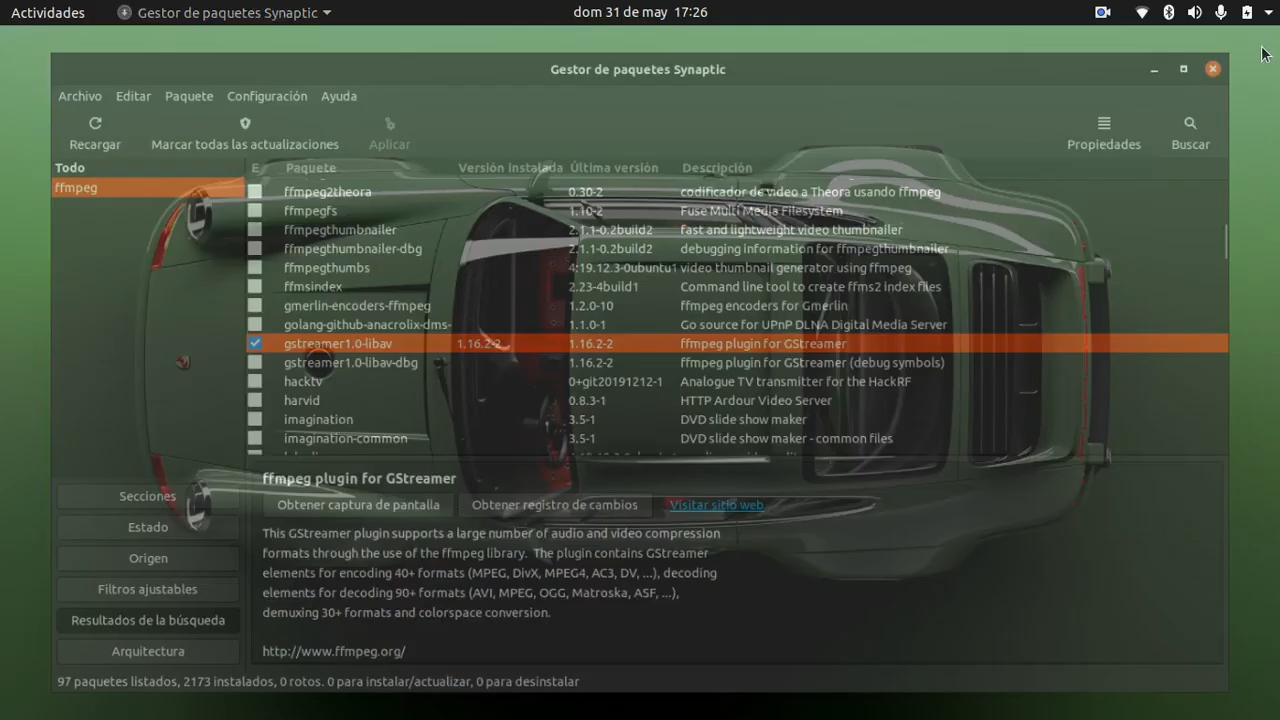 Actividades Gestor de paquetes Synaptic dom 31 de may 17:26
Gestor de paquetes Synaptic
Archivo Editar Paquete Configuración Ayuda
Recargar Marcar todas las actualizaciones Aplicar Propiedades Buscar
Todo
ffmpeg
E Paquete Versión instalada Última versión Descripción
ffmpeg2theora 0.30-2 codificador de video a Theora usando ffmpeg
ffmpegfs 1.10-2 Fuse Multi Media Filesystem
ffmpegthumbnailer 2.1.1-0.2build2 fast and lightweight video thumbnailer
ffmpegthumbnailer-dbg 2.1.1-0.2build2 debugging information for ffmpegthumbnailer
ffmpegthumbs 4:19.12.3-0ubuntu1 video thumbnail generator using ffmpeg
ffmsindex 2.23-4build1 Command line tool to create ffms2 index files
gmerlin-encoders-ffmpeg 1.2.0-10 ffmpeg encoders for Gmerlin
golang-github-anacrolix-dms- 1.1.0-1 Go source for UPnP DLNA Digital Media Server
gstreamer1.0-libav 1.16.2-2 1.16.2-2 ffmpeg plugin for GStreamer
gstreamer1.0-libav-dbg 1.16.2-2 ffmpeg plugin for GStreamer (debug symbols)
hacktv 0+git20191212-1 Analogue TV transmitter for the HackRF
harvid 0.8.3-1 HTTP Ardour Video Server
imagination 3.5-1 DVD slide show maker
imagination-common 3.5-1 DVD slide show maker - common files
Secciones
Estado
Origen
Filtros ajustables
Resultados de la búsqueda
Arquitectura
ffmpeg plugin for GStreamer
Obtener captura de pantalla Obtener registro de cambios Visitar sitio web
This GStreamer plugin supports a large number of audio and video compression
formats through the use of the ffmpeg library. The plugin contains GStreamer
elements for encoding 40+ formats (MPEG, DivX, MPEG4, AC3, DV, ...), decoding
elements for decoding 90+ formats (AVI, MPEG, OGG, Matroska, ASF, ...),
demuxing 30+ formats and colorspace conversion.
http://www.ffmpeg.org/
97 paquetes listados, 2173 instalados, 0 rotos. 0 para instalar/actualizar, 0 para desinstalar